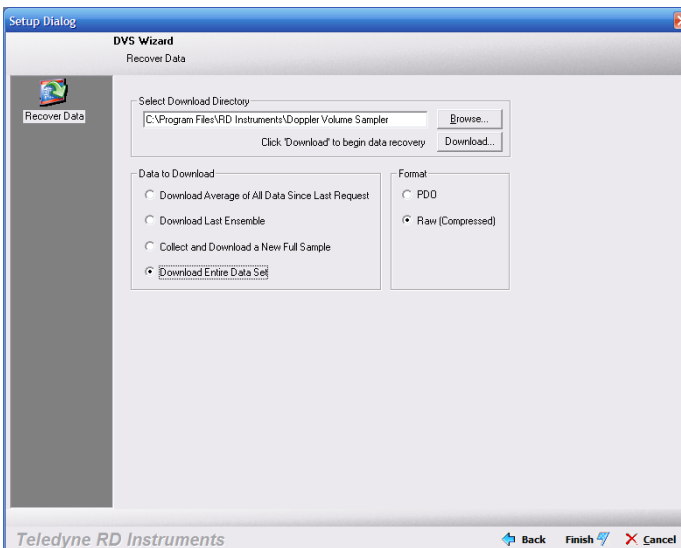 Setup Dialog
DVS Wizard
Recover Data
Recover Data
Select Download Directory
C:\Program Files\RD Instruments\Doppler Volume Sampler
Browse...
Click 'Download' to begin data recovery
Download...
Data to Download
Download Average of All Data Since Last Request
Download Last Ensemble
Collect and Download a New Full Sample
Download Entire Data Set
Format
PD0
Raw (Compressed)
Teledyne RD Instruments
Back
Finish
Cancel